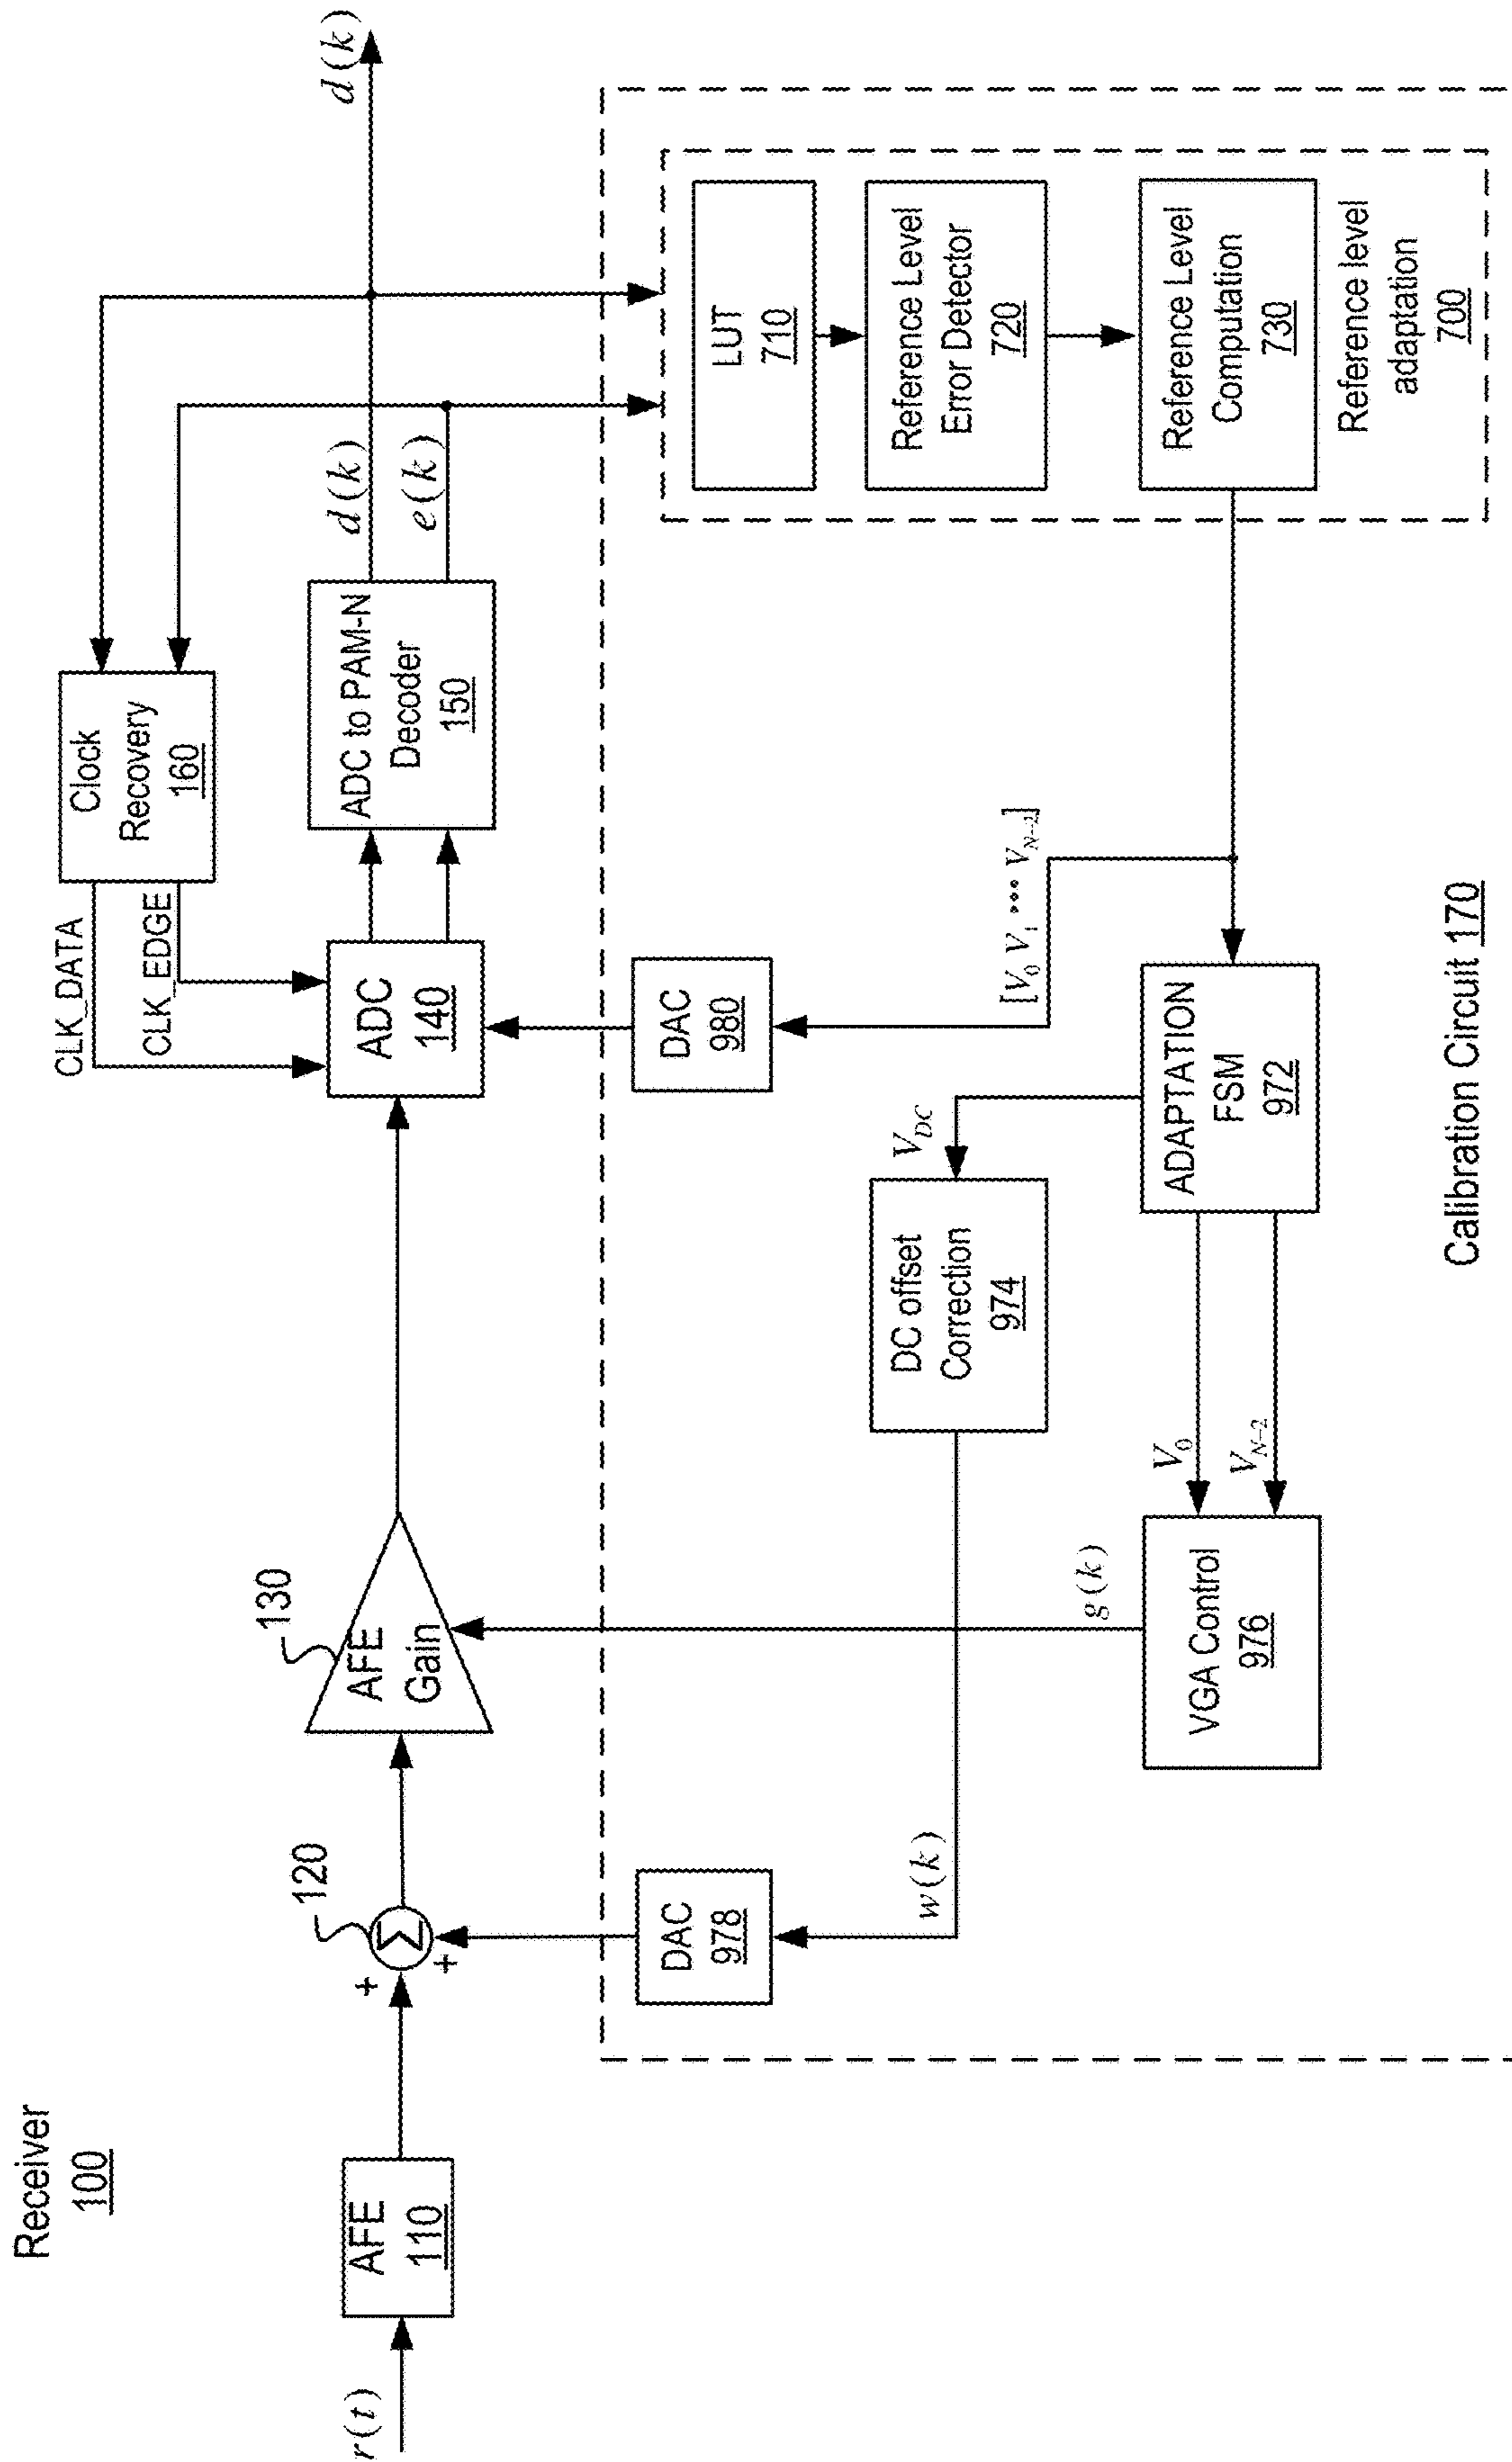 Receiver
100
r(t)
AFE
110
+
+
Σ
120
AFE
Gain
130
CLK_DATA
CLK_EDGE
Clock
Recovery
160
ADC
140
ADC to PAM-N
Decoder
150
d(k)
e(k)
d(k)
DAC
978
w(k)
g(k)
VGA Control
976
V0
VN−2
DC offset
Correction
974
VDC
DAC
980
[V0 V1 ··· VN−2]
ADAPTATION
FSM
972
LUT
710
Reference Level
Error Detector
720
Reference Level
Computation
730
Reference level
adaptation
700
Calibration Circuit 170